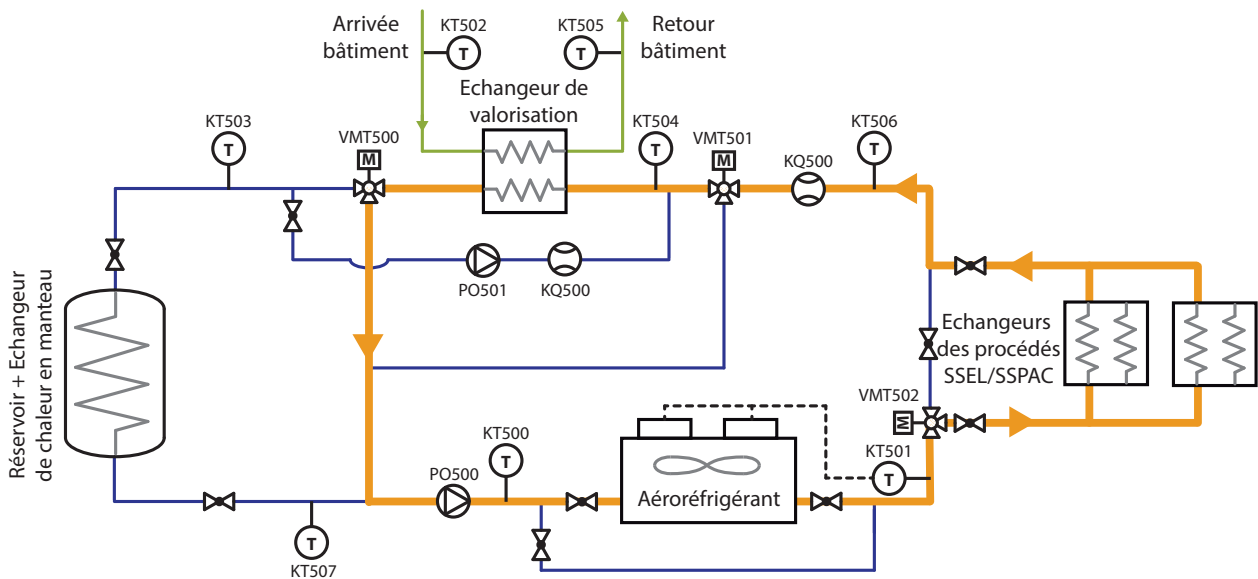 Arrivée
bâtiment
KT502
T
KT505
T
Retour
bâtiment
Echangeur de
valorisation
KT503
T
VMT500
M
KT504
T
VMT501
M
KQ500
KT506
T
PO501
KQ500
Réservoir + Echangeur
de chaleur en manteau
Echangeurs
des procédés
SSEL/SSPAC
VMT502
M
KT501
T
KT500
T
PO500
Aéroréfrigérant
T
KT507